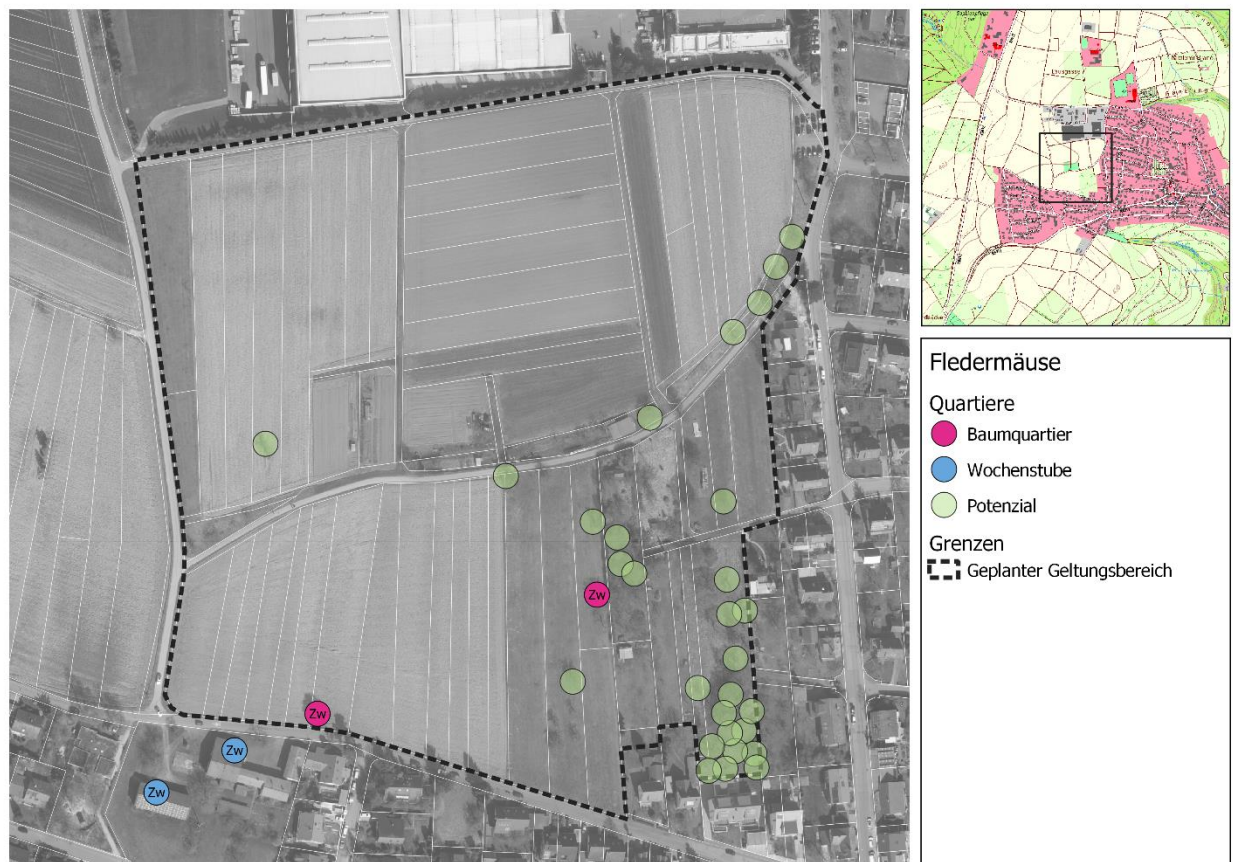 Zw
Zw
Zw
Zw
Fledermäuse
Quartiere
Baumquartier
Wochenstube
Potenzial
Grenzen
Geplanter Geltungsbereich